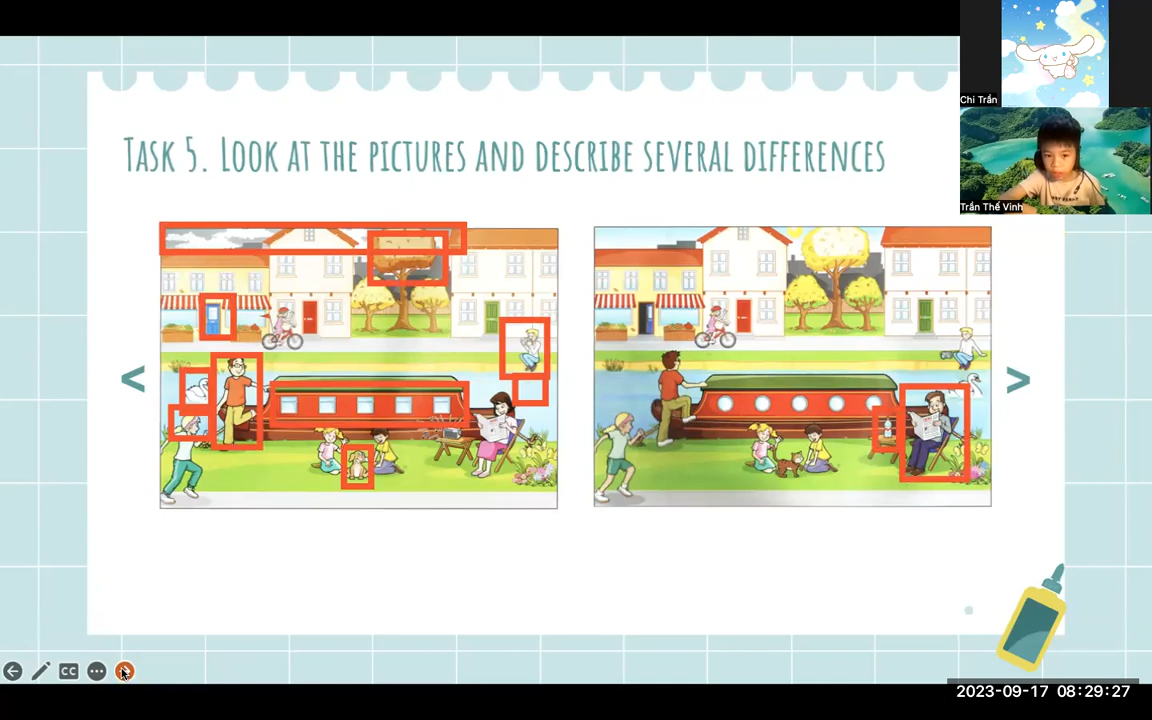 Chi Trần
TASK 5. LOOK AT THE PICTURES AND DESCRIBE SEVERAL DIFFERENCES
Trần Thế Vinh
< >
CC
2023-09-17 08:29:27